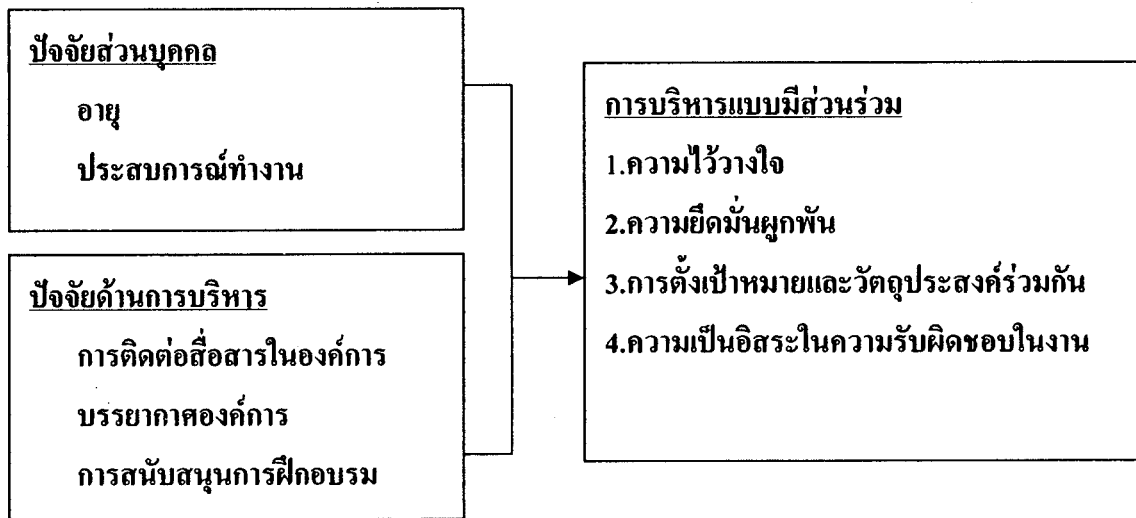 ปัจจัยส่วนบุคคล
อายุ
ประสบการณ์ทำงาน
ปัจจัยด้านการบริหาร
การติดต่อสื่อสารในองค์การ
บรรยากาศองค์การ
การสนับสนุนการฝึกอบรม
การบริหารแบบมีส่วนร่วม
1.ความไว้วางใจ
2.ความยึดมั่นผูกพัน
3.การตั้งเป้าหมายและวัตถุประสงค์ร่วมกัน
4.ความเป็นอิสระในความรับผิดชอบในงาน